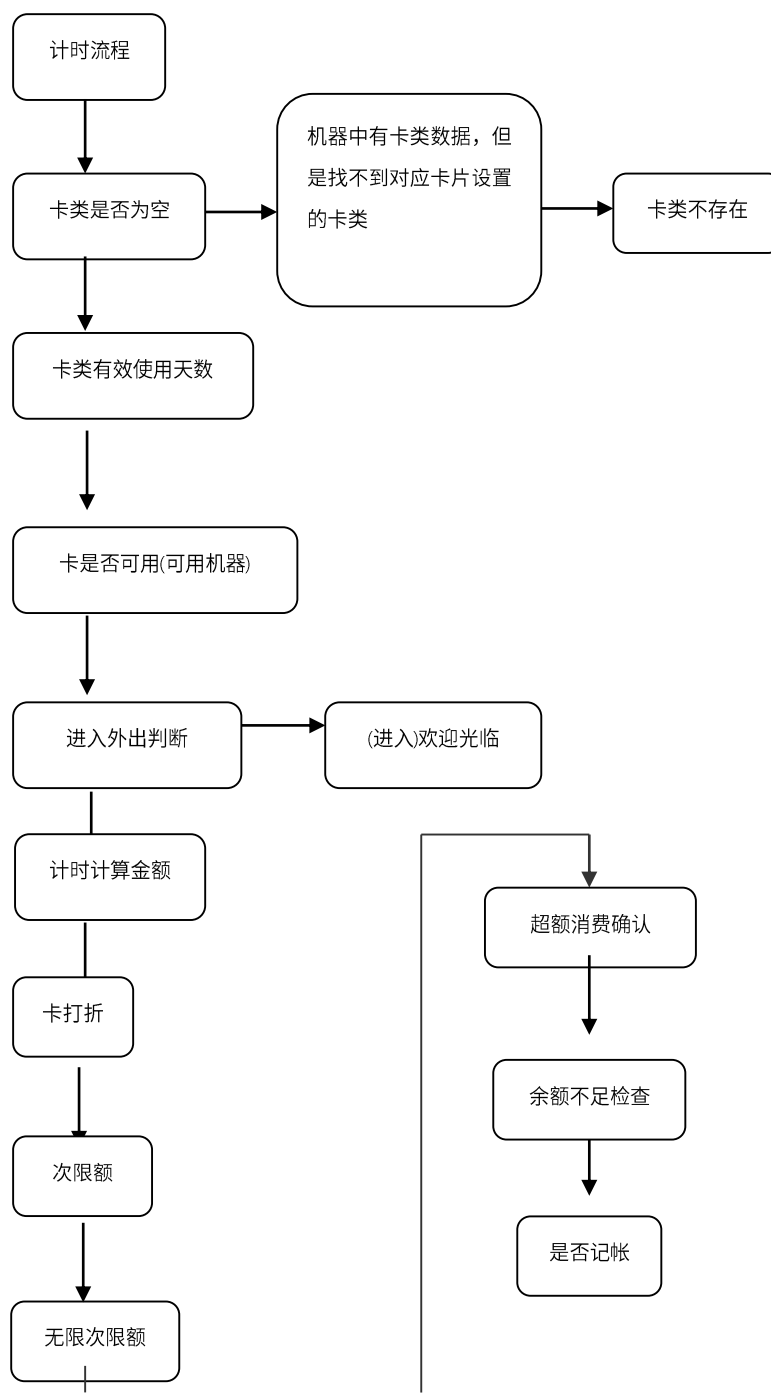 计时流程
机器中有卡类数据，但
是找不到对应卡片设置
的卡类
卡类是否为空
卡类不存在
卡类有效使用天数
卡是否可用(可用机器)
进入外出判断
(进入)欢迎光临
计时计算金额
超额消费确认
卡打折
余额不足检查
次限额
是否记帐
无限次限额